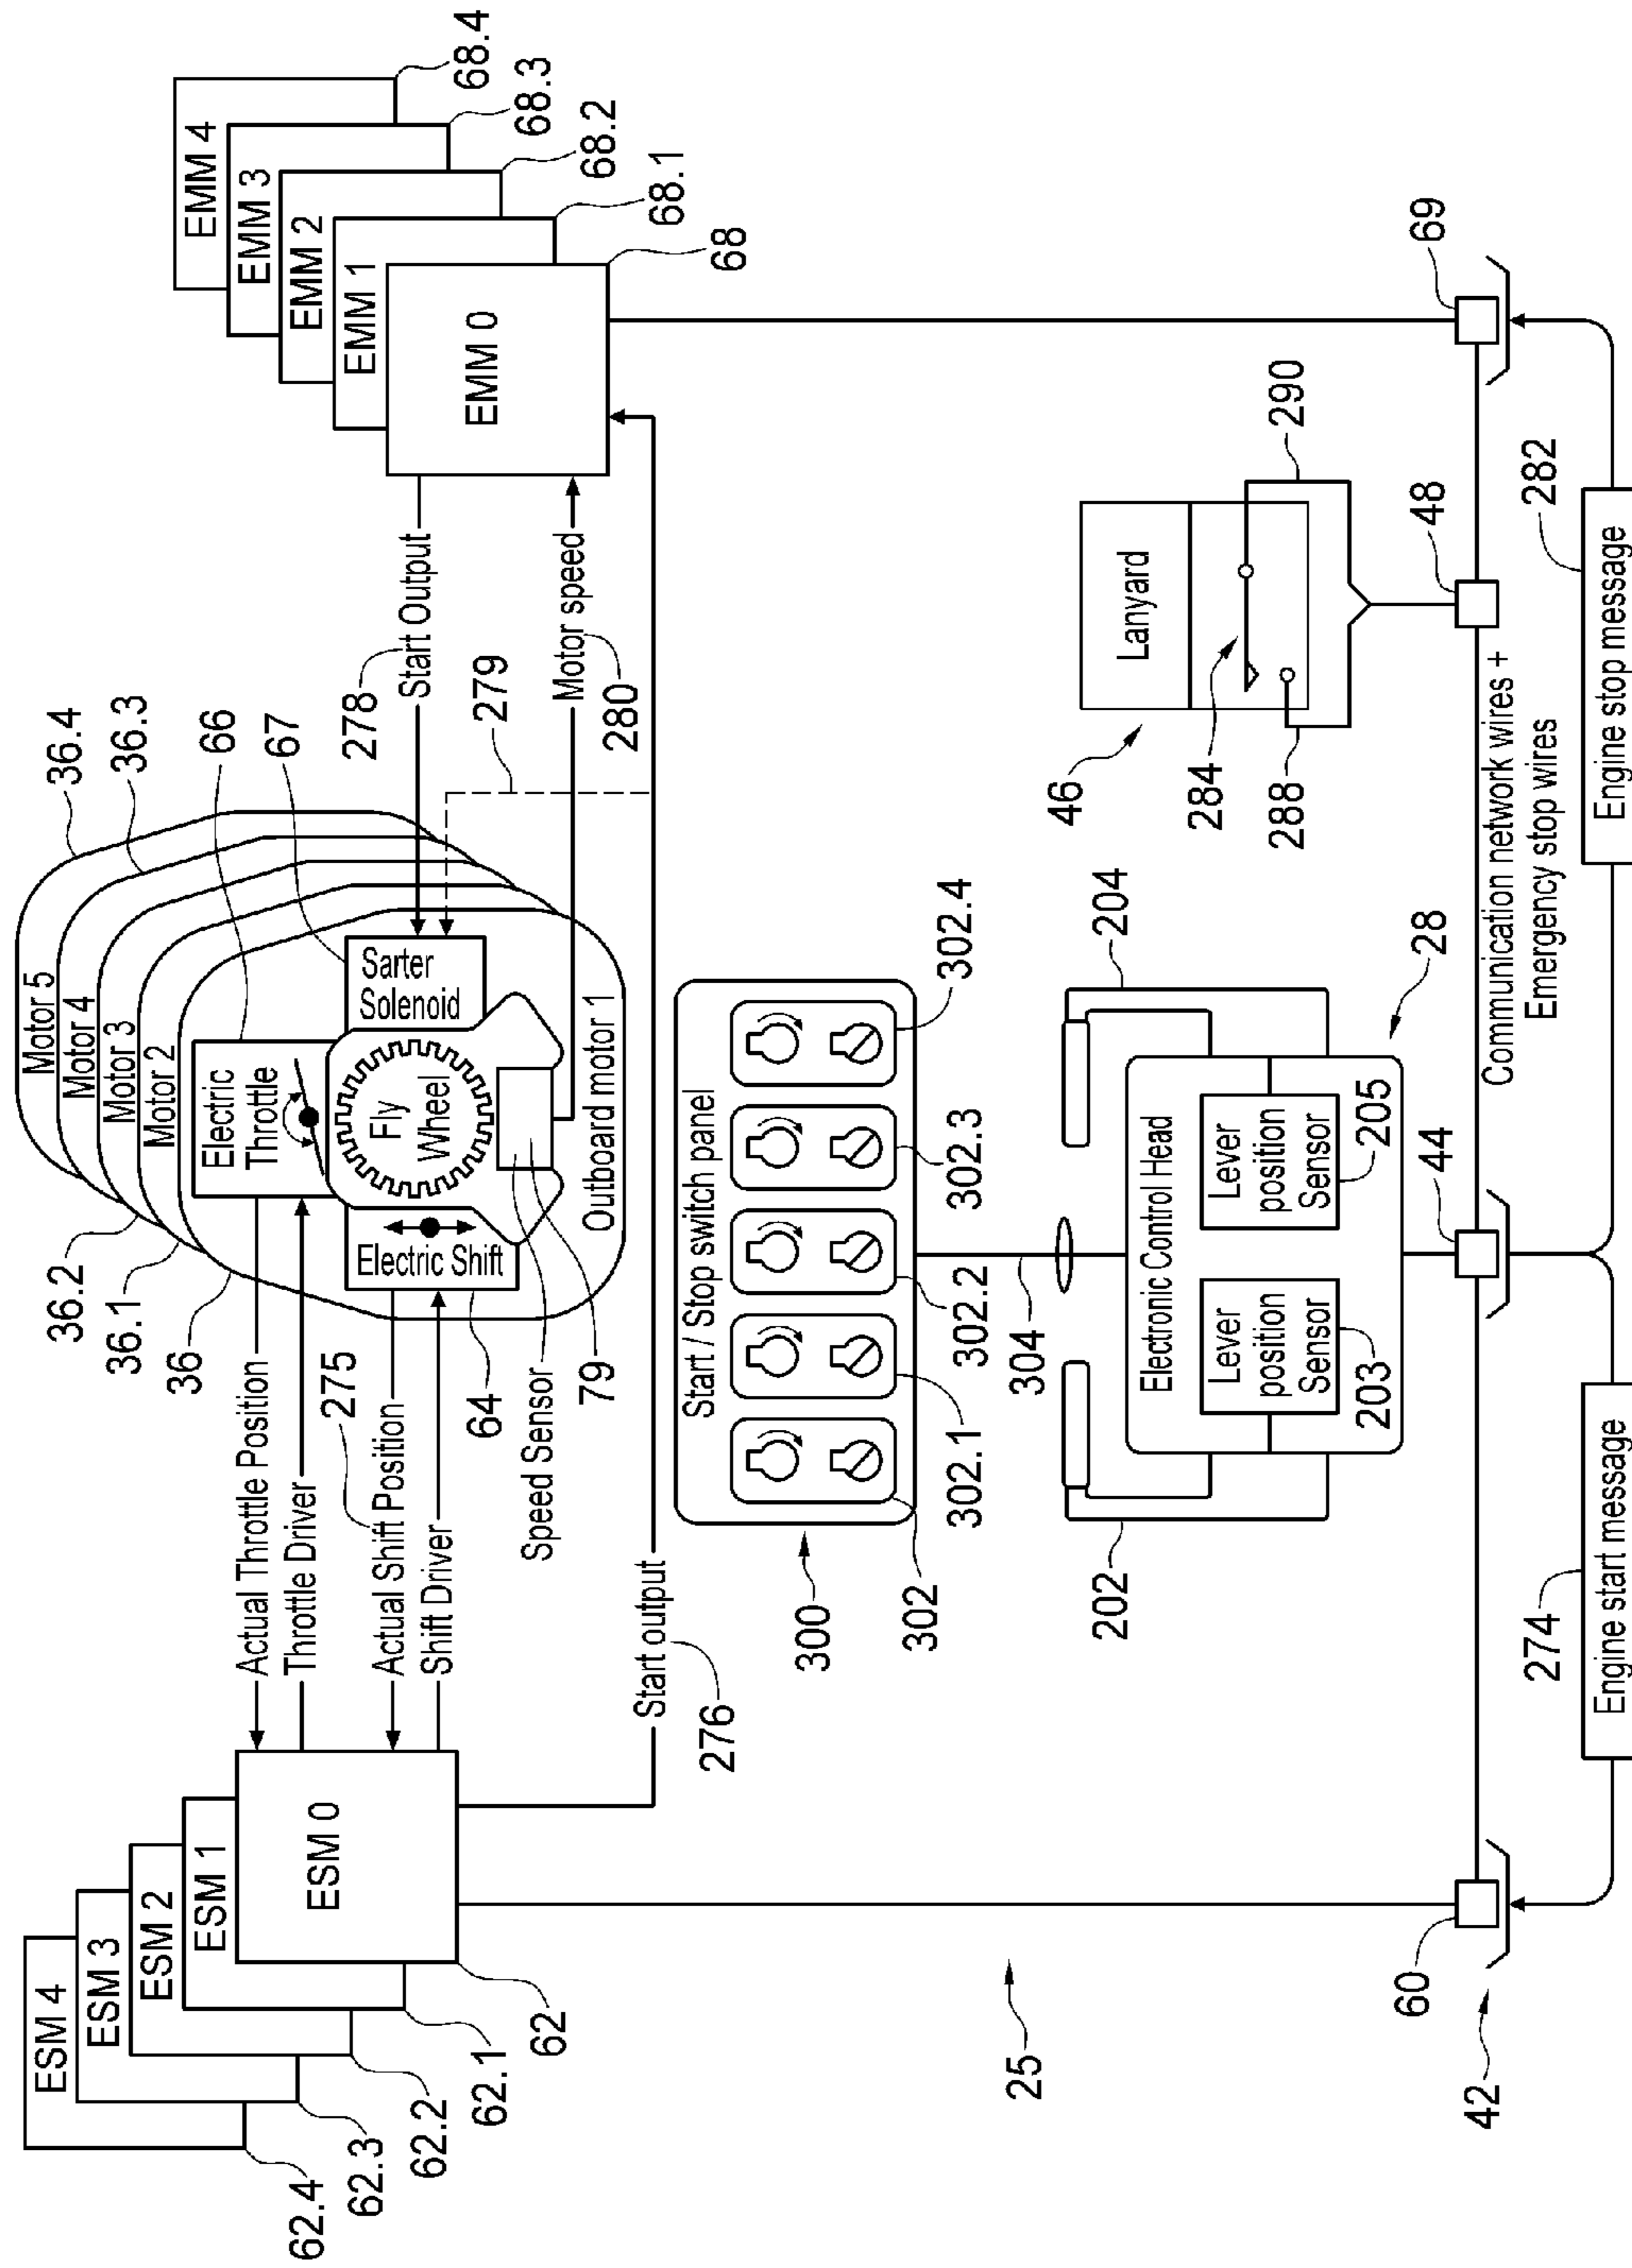 ESM 4
ESM 3
ESM 2
ESM 1
ESM 0
62.4
62.3
62.2
62.1
62
Actual Throttle Position
Throttle Driver
275
Actual Shift Position
Shift Driver
Start output
276
36.2
36.1
36
Motor 5
Motor 4
Motor 3
Motor 2
Electric
Throttle
Fly
Wheel
Electric Shift
Sarter
Solenoid
Outboard motor 1
64
Speed Sensor
79
36.4
36.3
66
67
278
Start Output
279
Motor speed
280
EMM 4
EMM 3
EMM 2
EMM 1
EMM 0
68.4
68.3
68.2
68.1
68
Start / Stop switch panel
300
302
302.1
302.2
302.3
302.4
304
202
204
Electronic Control Head
Lever
position
Sensor
203
Lever
position
Sensor
205
28
46
Lanyard
284
288
290
25
42
60
44
48
69
Communication network wires +
Emergency stop wires
274
Engine start message
282
Engine stop message